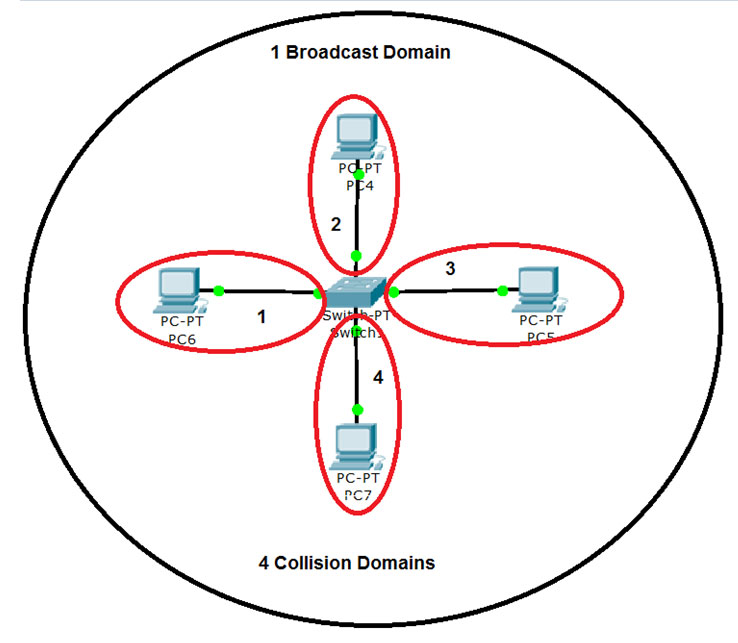 1 Broadcast Domain
PC-PT
PC4
2
3
1
PC-PT
PC6
Switch-PT
Switch1
PC-PT
PC5
4
PC-PT
PC7
4 Collision Domains